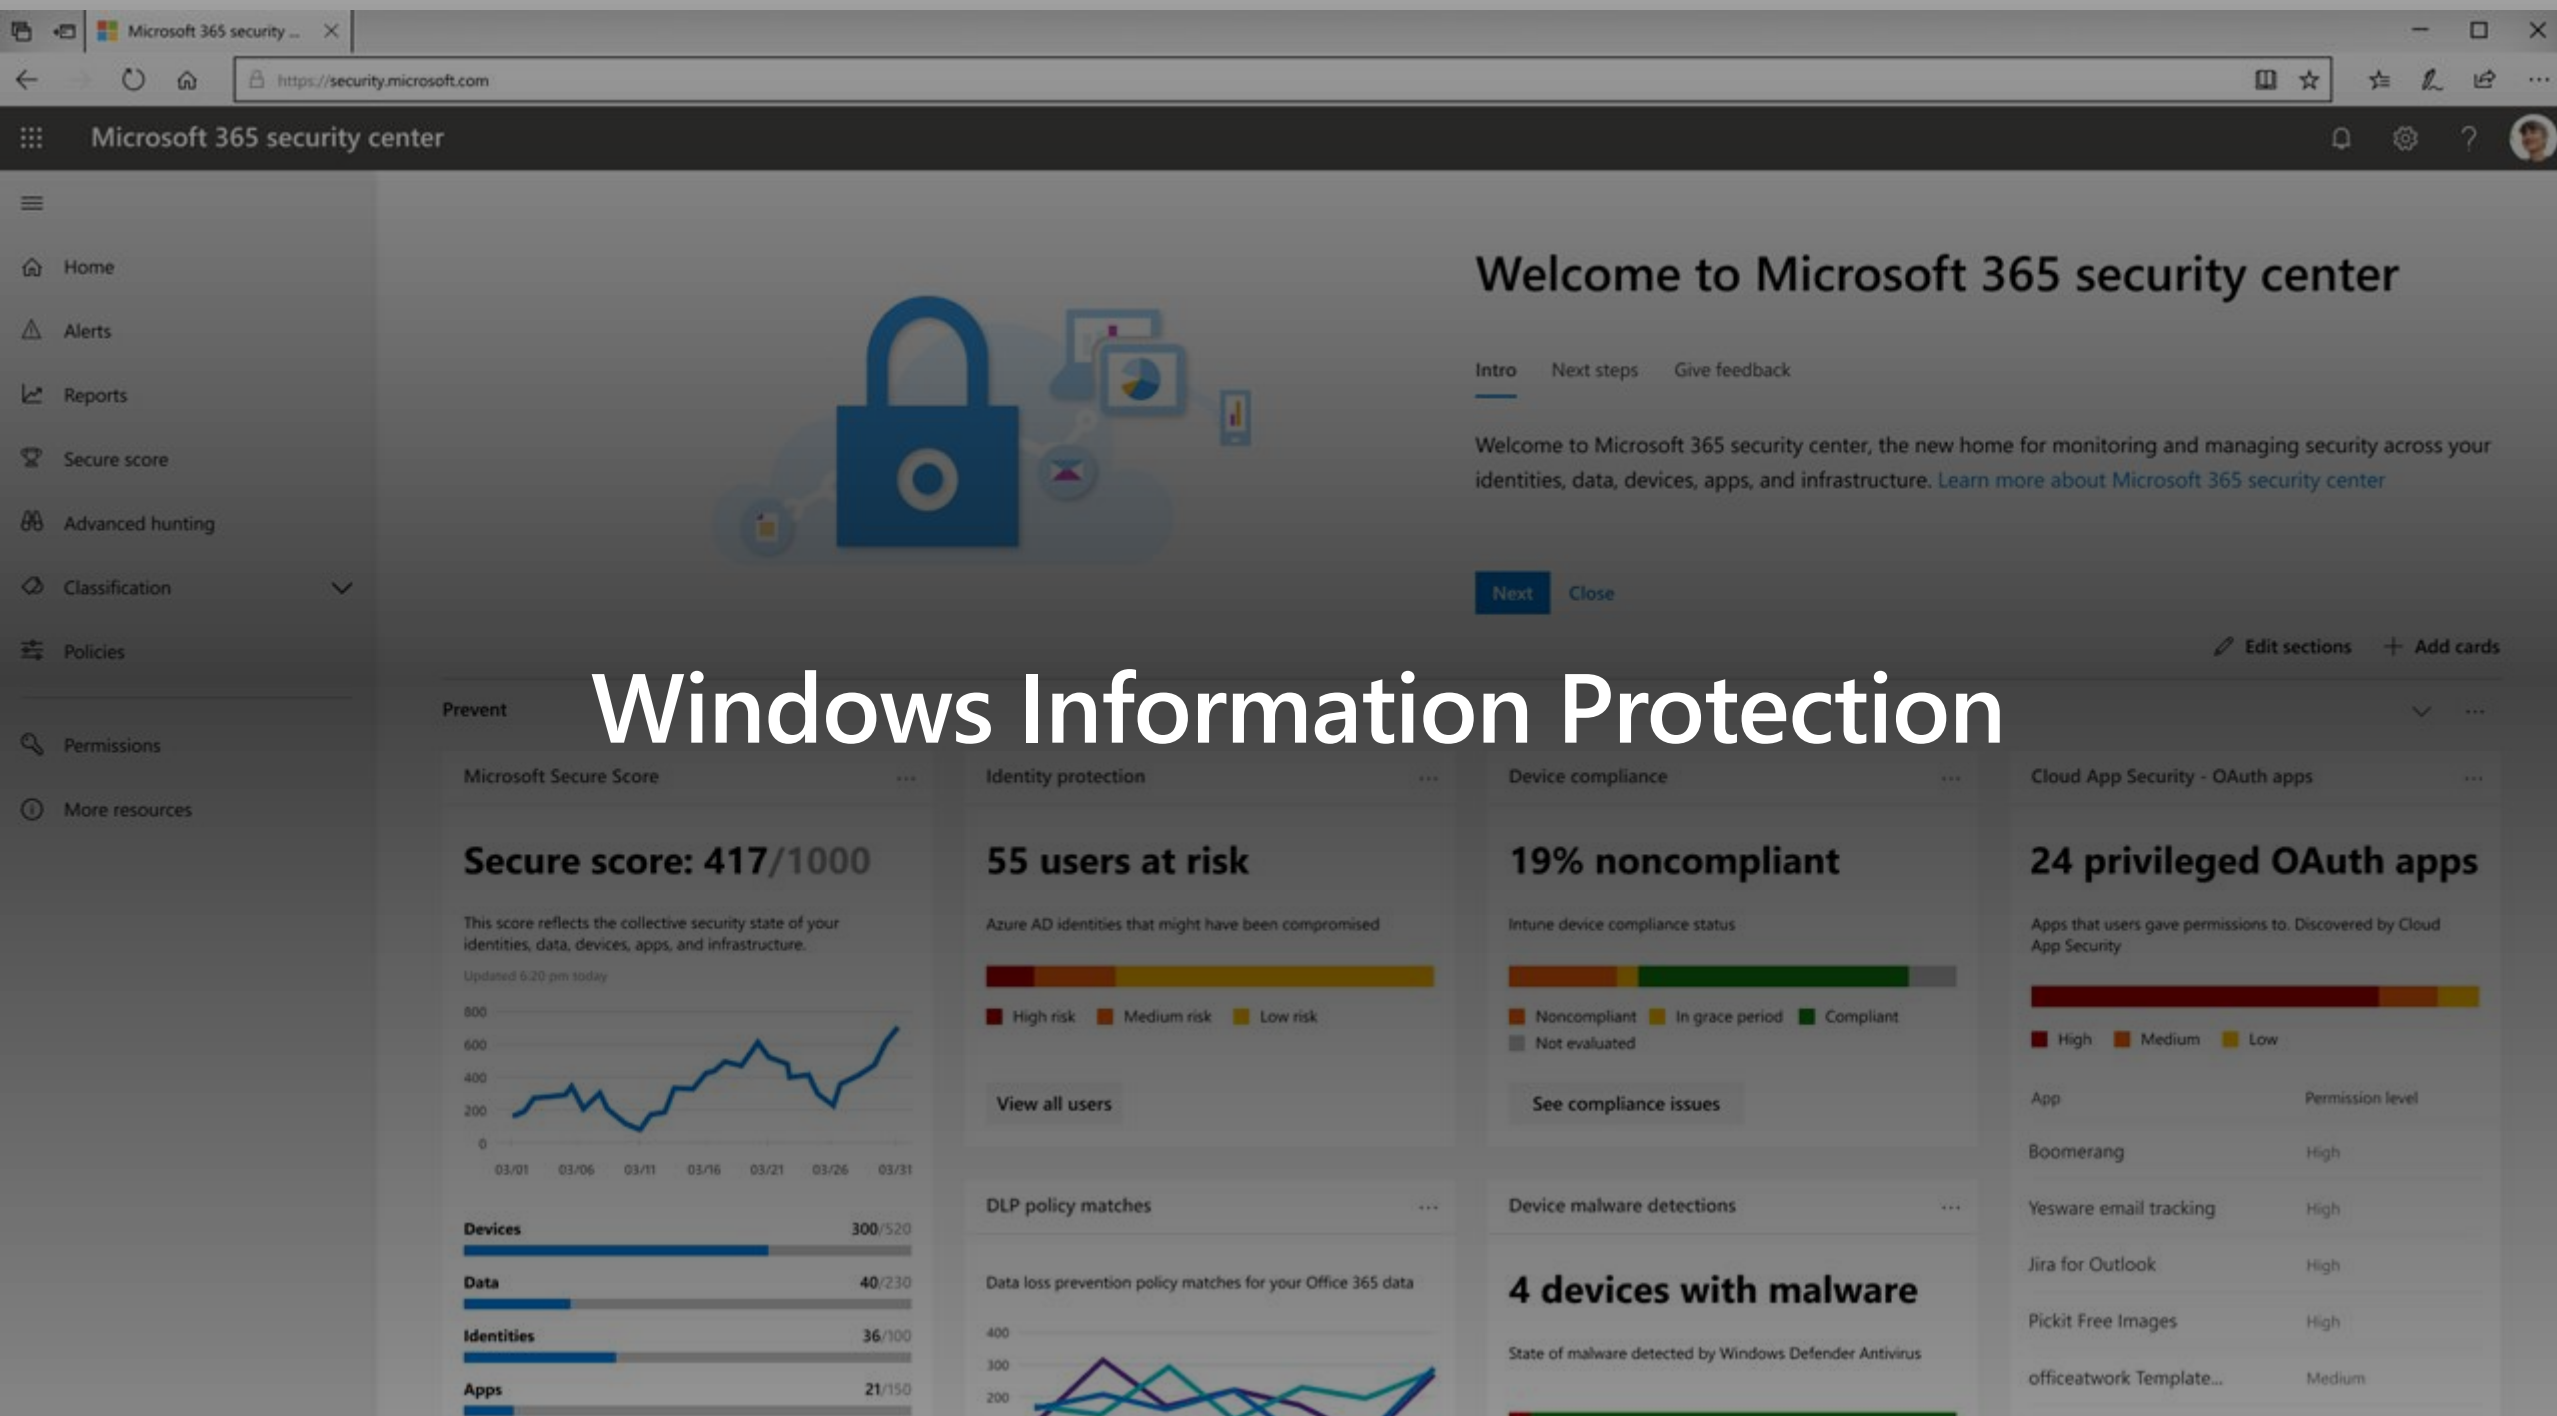 Microsoft 365 security ...
https://security.microsoft.com
Microsoft 365 security center
Home
Alerts
Reports
Secure score
Advanced hunting
Classification
Policies
Permissions
More resources
Welcome to Microsoft 365 security center
Intro Next steps Give feedback
Welcome to Microsoft 365 security center, the new home for monitoring and managing security across your
identities, data, devices, apps, and infrastructure. Learn more about Microsoft 365 security center
Next Close
Edit sections Add cards
Windows Information Protection
Prevent
Microsoft Secure Score
Secure score: 417/1000
This score reflects the collective security state of your
identities, data, devices, apps, and infrastructure.
Updated 6:20 pm today
800
600
400
200
0
03/01 03/06 03/11 03/16 03/21 03/26 03/31
Devices 300/520
Data 40/230
Identities 36/100
Apps 21/150
Identity protection
55 users at risk
Azure AD identities that might have been compromised
High risk Medium risk Low risk
View all users
DLP policy matches
Data loss prevention policy matches for your Office 365 data
400
300
200
Device compliance
19% noncompliant
Intune device compliance status
Noncompliant In grace period Compliant
Not evaluated
See compliance issues
Device malware detections
4 devices with malware
State of malware detected by Windows Defender Antivirus
Cloud App Security - OAuth apps
24 privileged OAuth apps
Apps that users gave permissions to. Discovered by Cloud
App Security
High Medium Low
App Permission level
Boomerang High
Yesware email tracking High
Jira for Outlook High
Pickit Free Images High
officeatwork Template... Medium